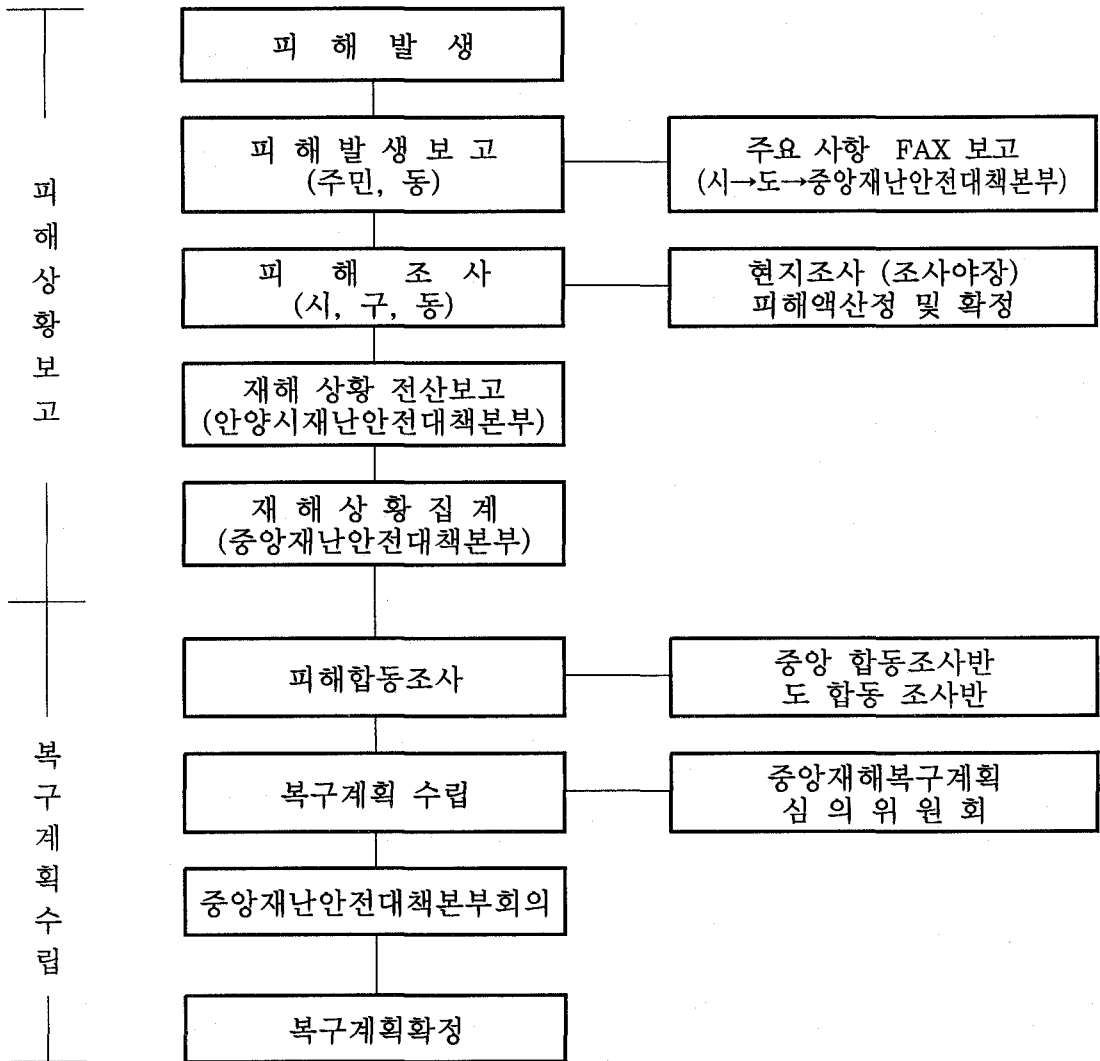 피 해 발 생
피 해 발 생 보 고
(주민, 동)
주요 사항 FAX 보고
(시→도→중앙재난안전대책본부)
피 해 조 사
(시, 구, 동)
현지조사 (조사야장)
피해액산정 및 확정
재해 상황 전산보고
(안양시재난안전대책본부)
재 해 상 황 집 계
(중앙재난안전대책본부)
피
해
상
황
보
고
피해합동조사
중앙 합동조사반
도 합동 조사반
복구계획 수립
중앙재해복구계획
심 의 위 원 회
중앙재난안전대책본부회의
복구계획확정
복
구
계
획
수
립